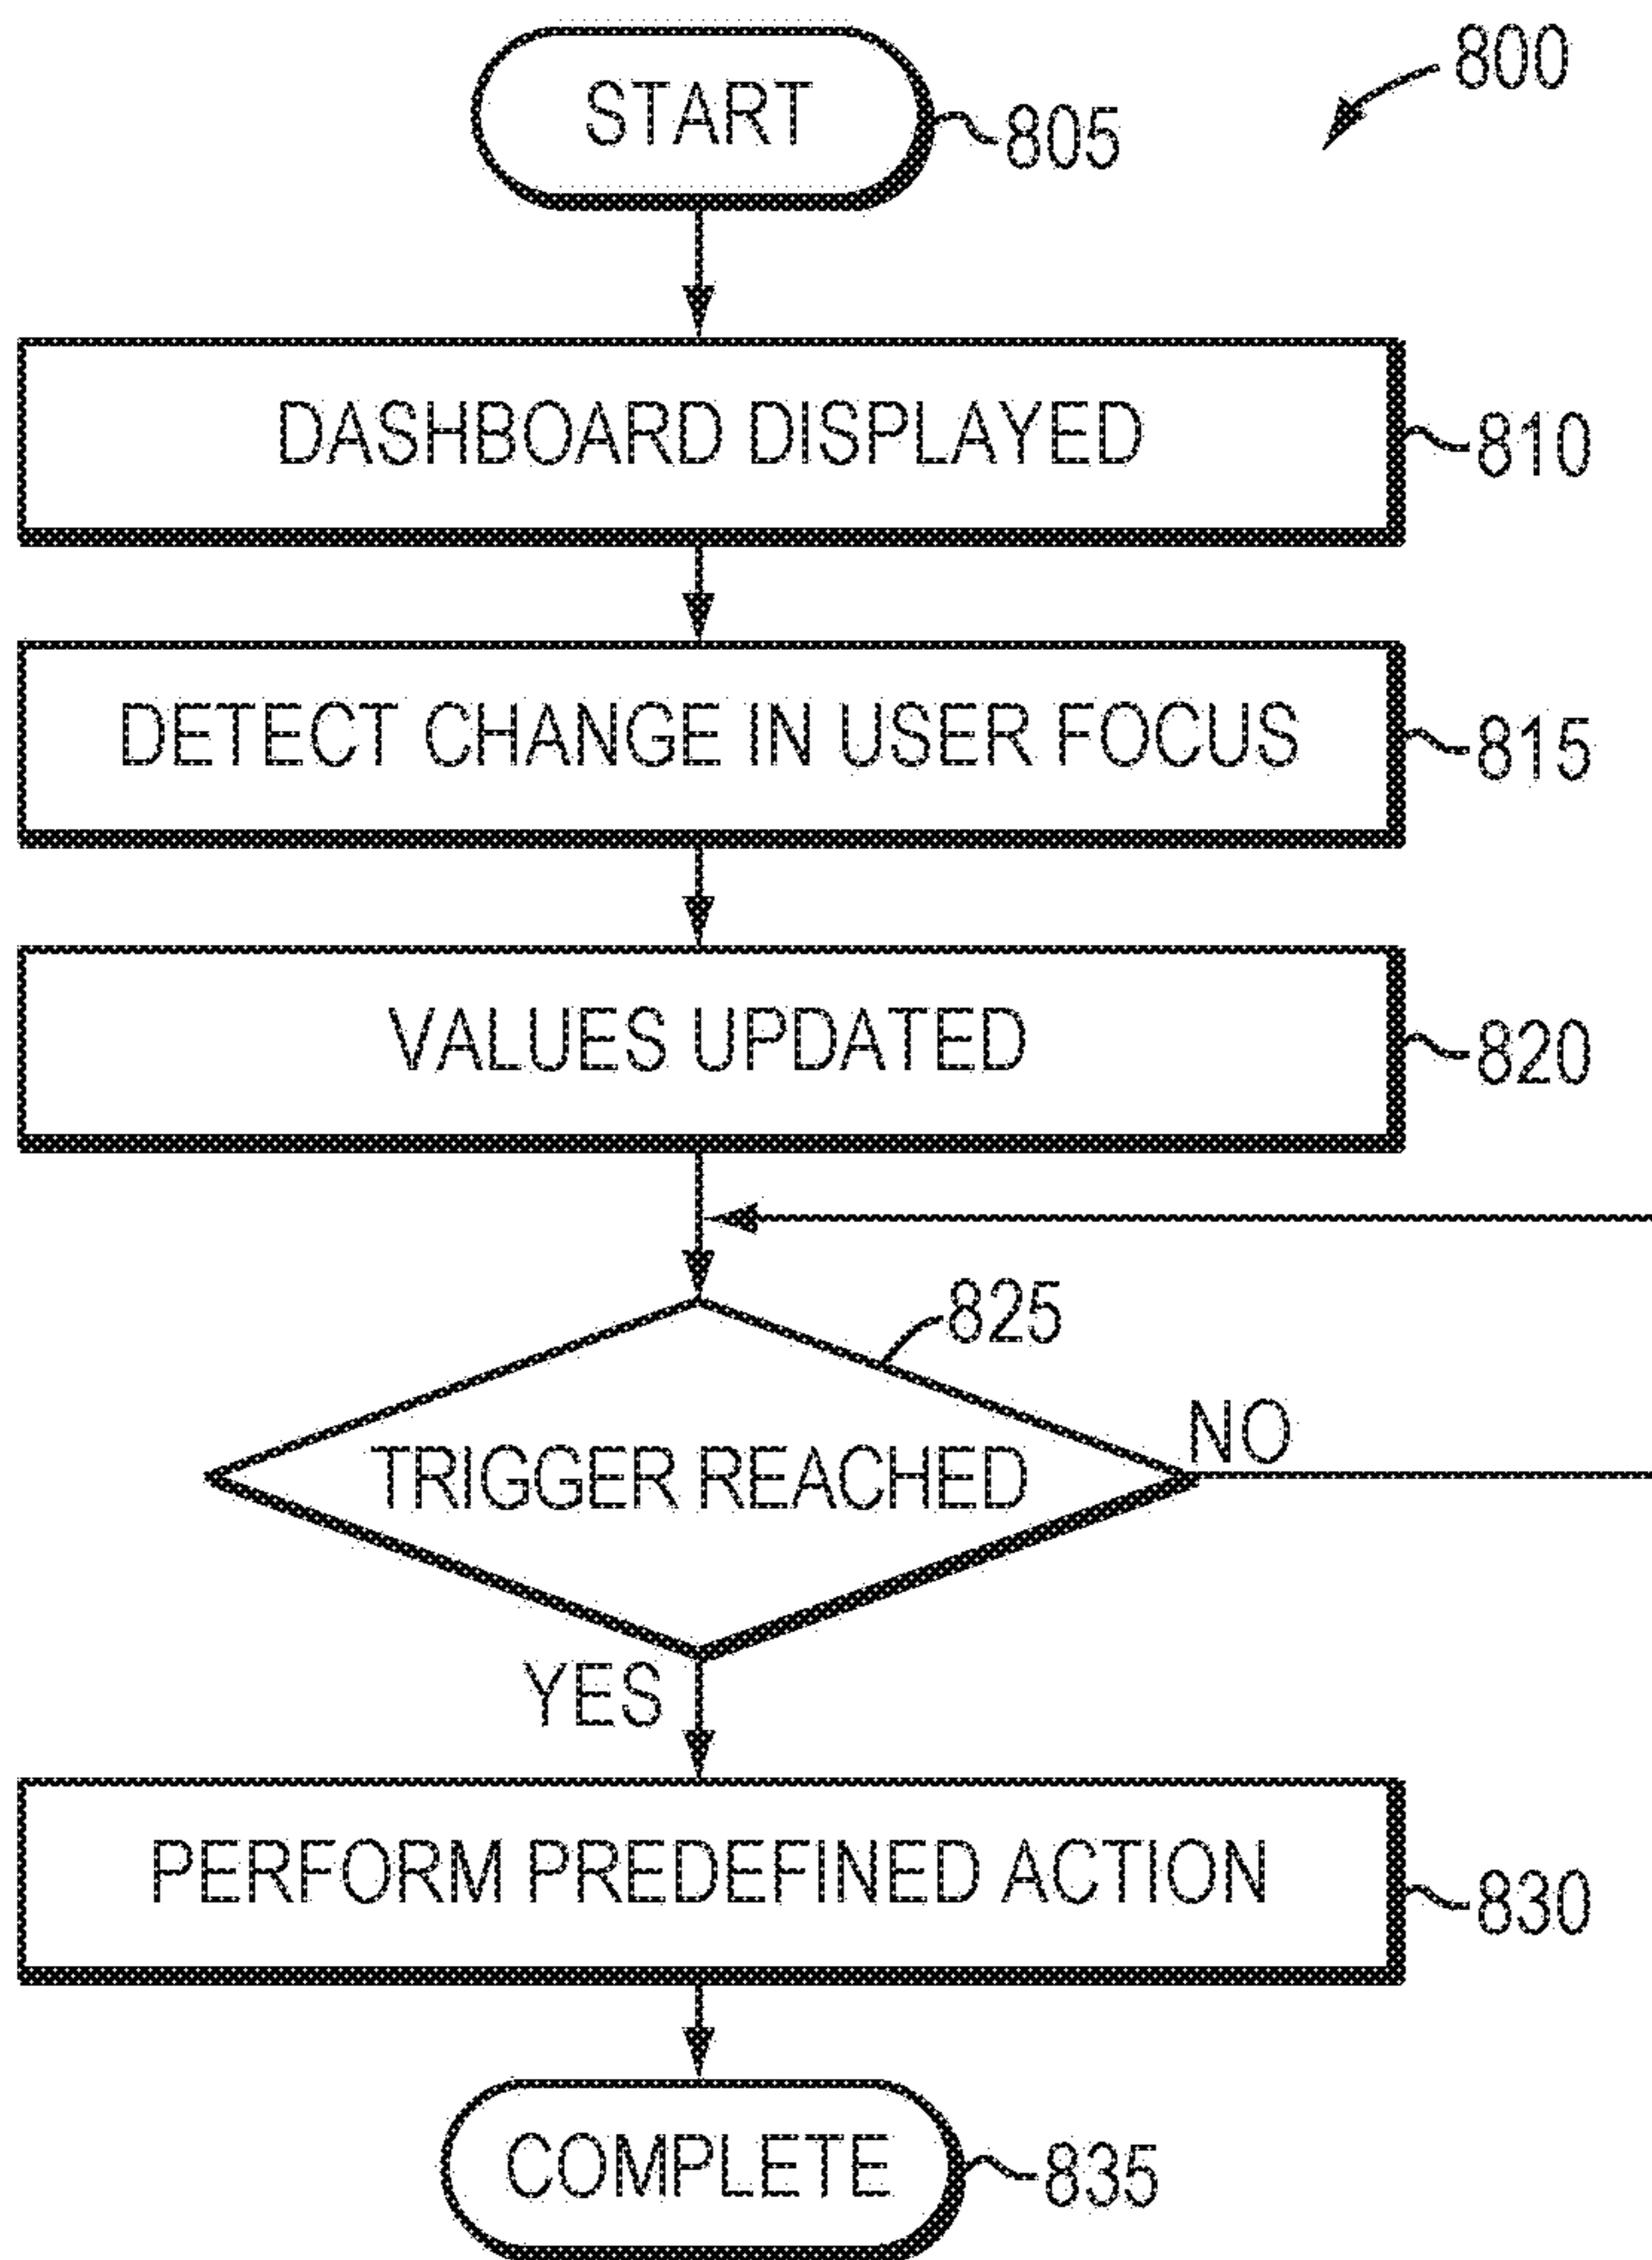 800
START
805
DASHBOARD DISPLAYED
810
DETECT CHANGE IN USER FOCUS
815
VALUES UPDATED
820
825
TRIGGER REACHED
NO
YES
PERFORM PREDEFINED ACTION
830
COMPLETE
835